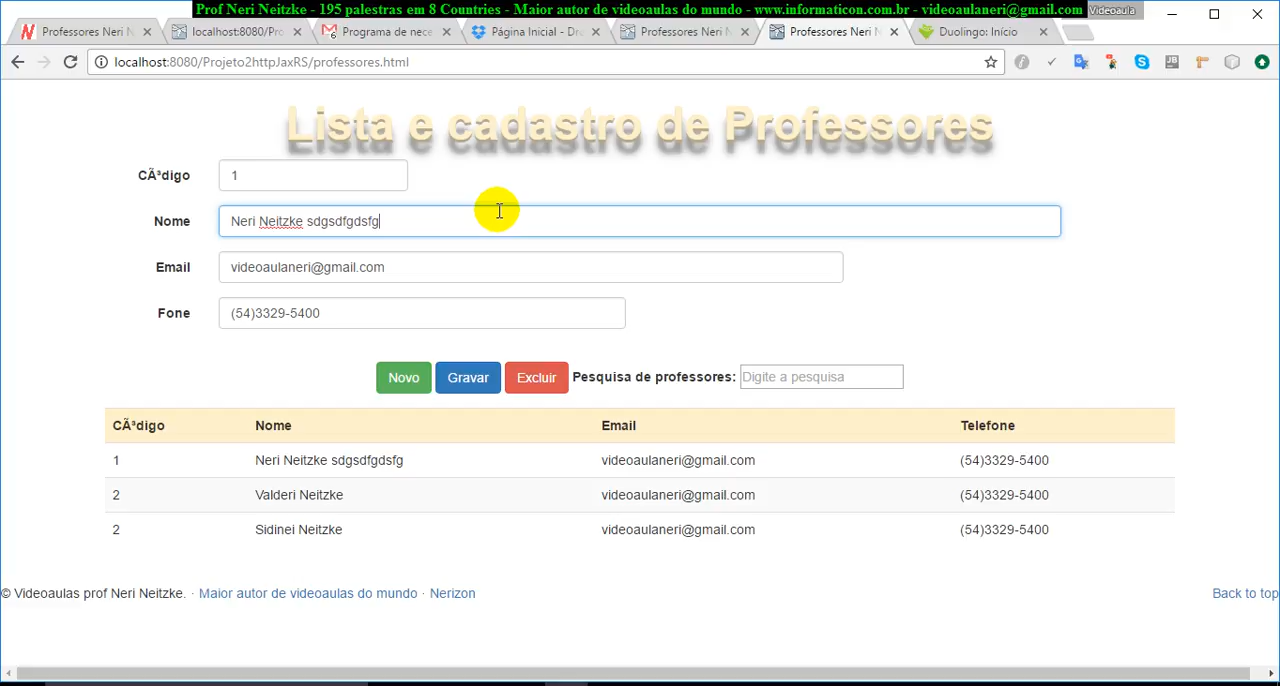 Prof Neri Neitzke - 195 palestras em 8 Countries - Maior autor de videoaulas do mundo - www.informaticon.com.br - videoaulaneri@gmail.com
Videoaula
Professores Neri N
localhost:8080/Pro
Programa de nece
Página Inicial - Dro
Professores Neri N
Professores Neri N
Duolingo: Início
localhost:8080/Projeto2httpJaxRS/professores.html
Lista e cadastro de Professores
CÃ³digo 1
Nome Neri Neitzke sdgsdfgdsfg
Email videoaulaneri@gmail.com
Fone (54)3329-5400
Novo Gravar Excluir Pesquisa de professores: Digite a pesquisa
CÃ³digo Nome Email Telefone
1 Neri Neitzke sdgsdfgdsfg videoaulaneri@gmail.com (54)3329-5400
2 Valderi Neitzke videoaulaneri@gmail.com (54)3329-5400
2 Sidinei Neitzke videoaulaneri@gmail.com (54)3329-5400
© Videoaulas prof Neri Neitzke. · Maior autor de videoaulas do mundo · Nerizon Back to top